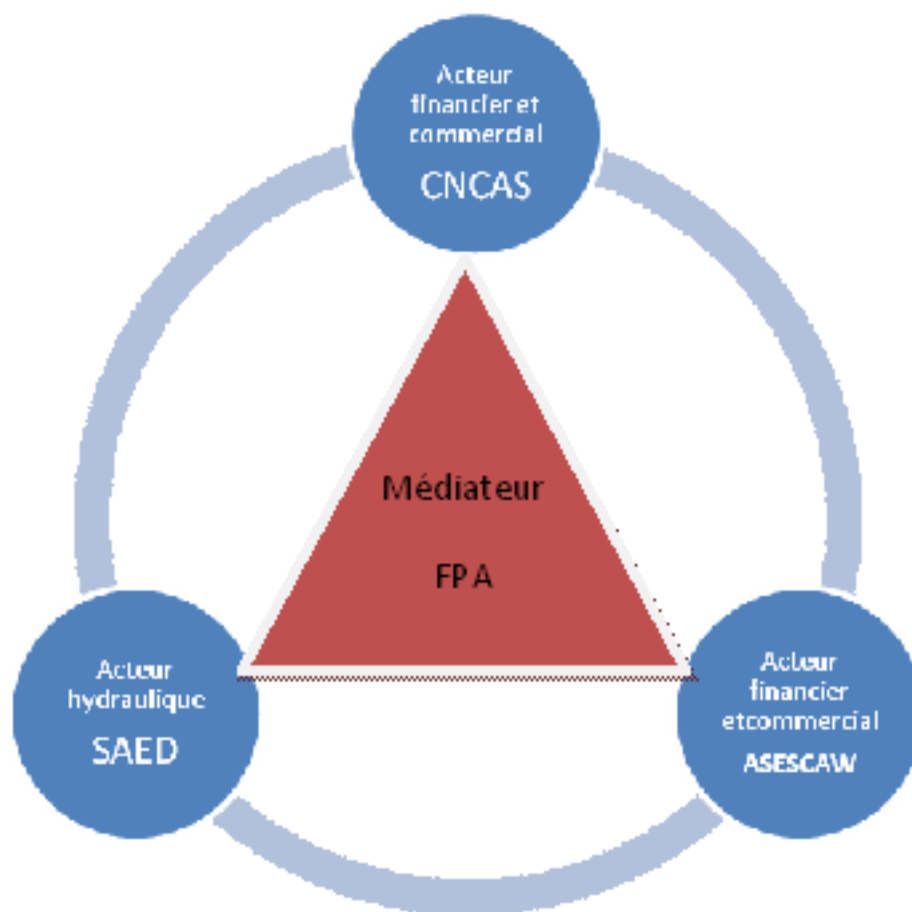 Acteur
financier et
commercial
CNCAS
Médiateur
FPA
Acteur
hydraulique
SAED
Acteur
financier
etcommercial
ASESCAW